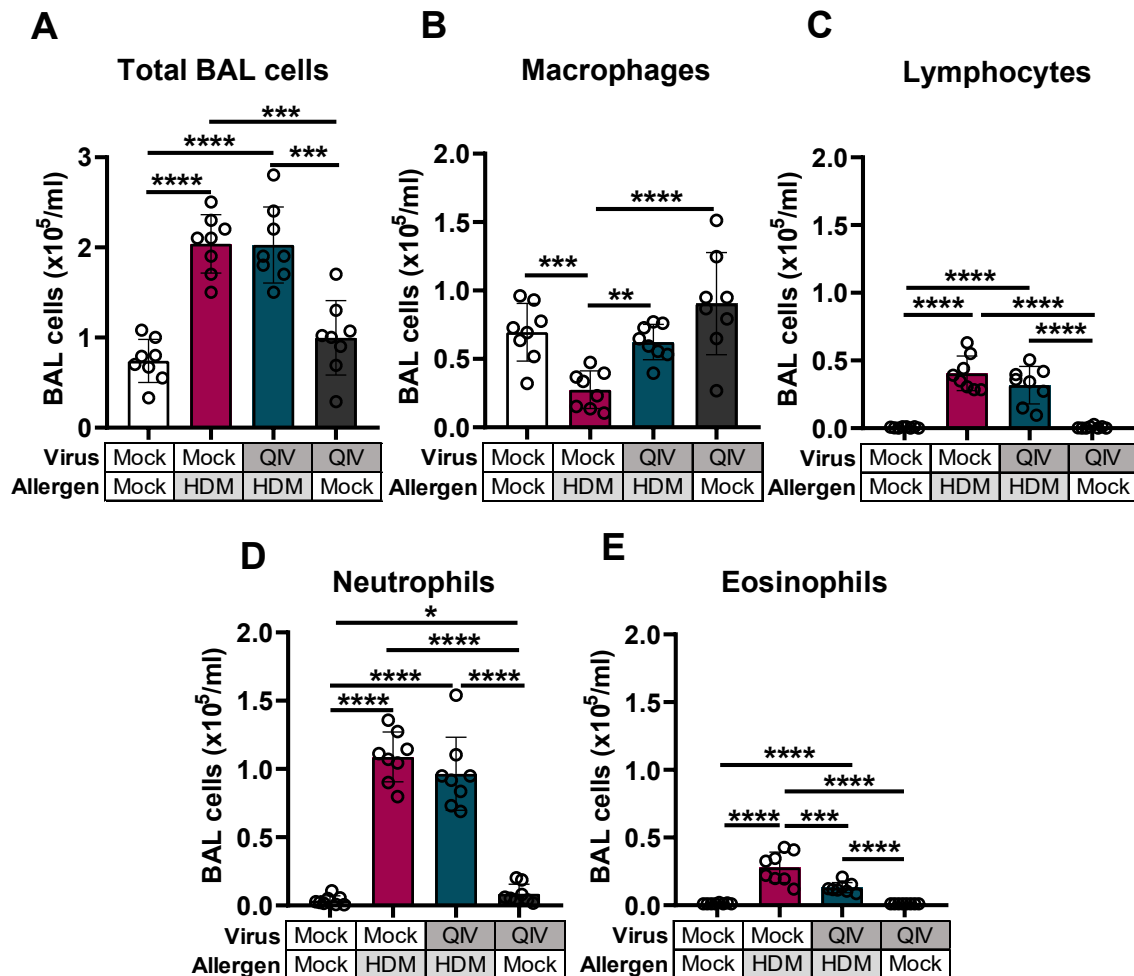 A
Total BAL cells
BAL cells (x10⁵/ml)
3
2
1
0
***
****
***
****
Virus Mock Mock QIV QIV
Allergen Mock HDM HDM Mock
B
Macrophages
BAL cells (x10⁵/ml)
2.0
1.5
1.0
0.5
0.0
****
***
**
Virus Mock Mock QIV QIV
Allergen Mock HDM HDM Mock
C
Lymphocytes
BAL cells (x10⁵/ml)
2.0
1.5
1.0
0.5
0.0
****
**** ****
****
Virus Mock Mock QIV QIV
Allergen Mock HDM HDM Mock
D
Neutrophils
BAL cells (x10⁵/ml)
2.0
1.5
1.0
0.5
0.0
*
****
**** ****
****
Virus Mock Mock QIV QIV
Allergen Mock HDM HDM Mock
E
Eosinophils
BAL cells (x10⁵/ml)
2.0
1.5
1.0
0.5
0.0
****
****
**** ***
****
Virus Mock Mock QIV QIV
Allergen Mock HDM HDM Mock